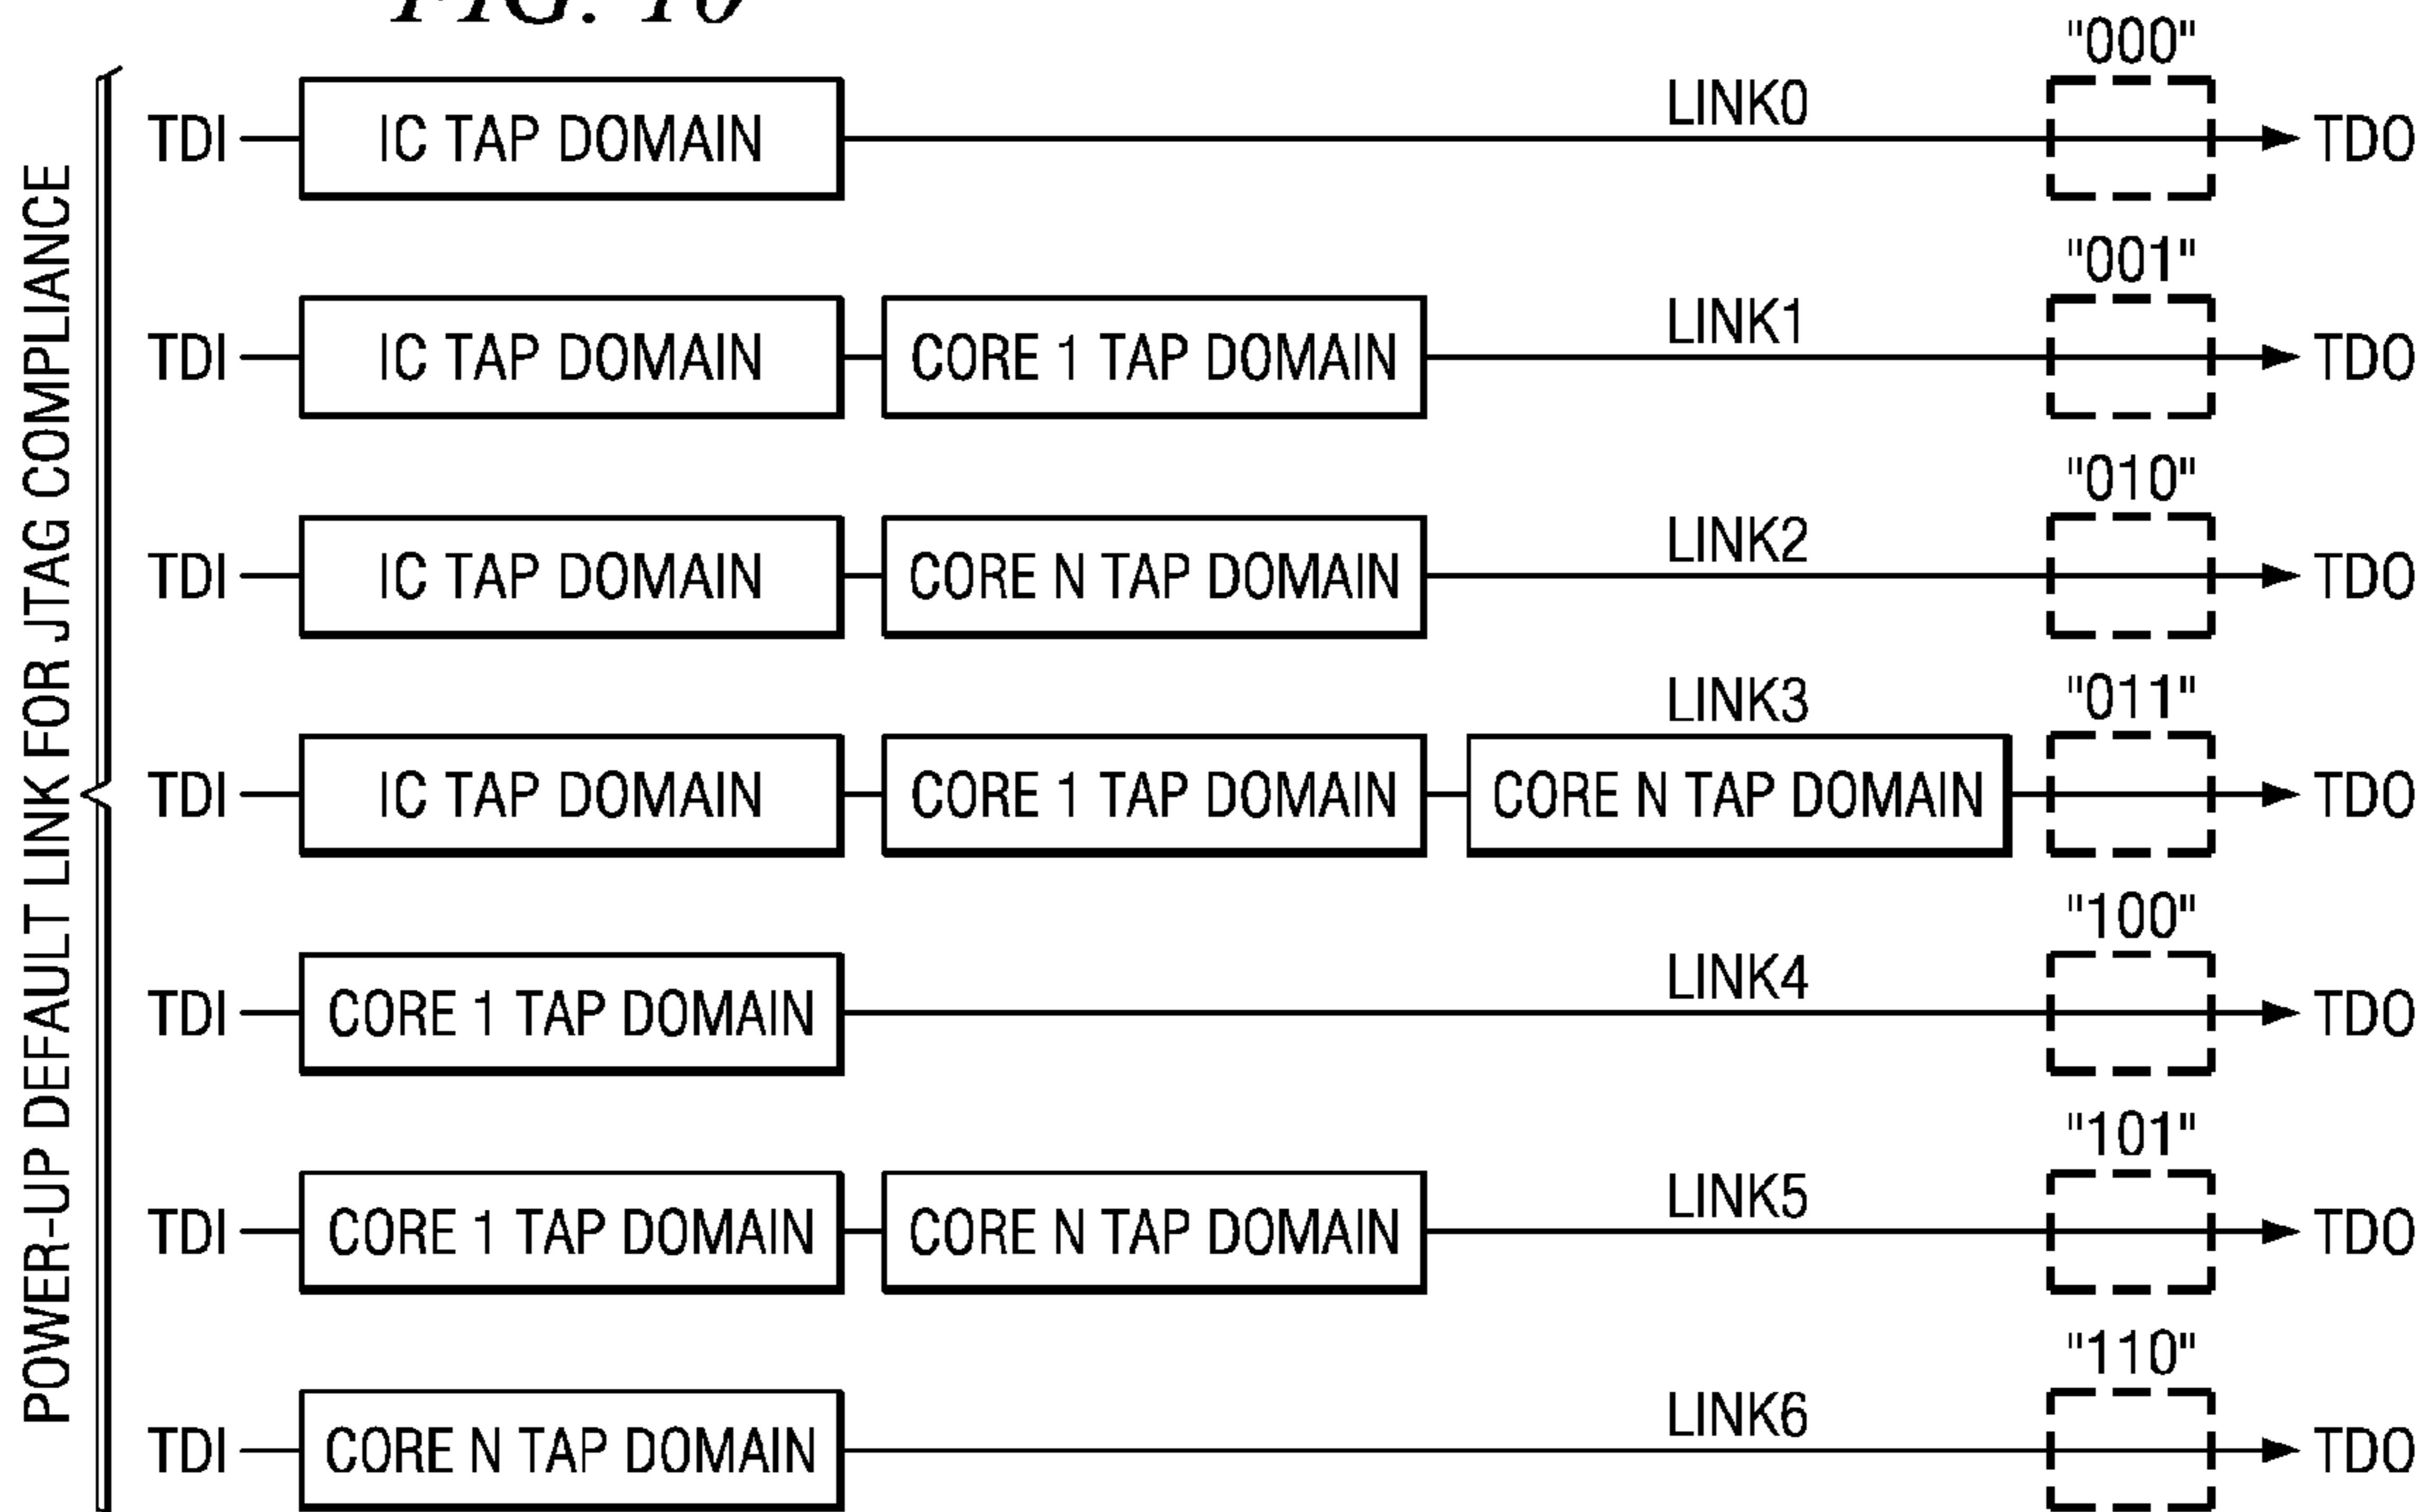 FIG.
POWER-UP DEFAULT LINK FOR JTAG COMPLIANCE
"000"
TDI IC TAP DOMAIN LINK0 TDO
"001"
TDI IC TAP DOMAIN CORE 1 TAP DOMAIN LINK1 TDO
"010"
TDI IC TAP DOMAIN CORE N TAP DOMAIN LINK2 TDO
"011"
TDI IC TAP DOMAIN CORE 1 TAP DOMAIN LINK3 CORE N TAP DOMAIN TDO
"100"
TDI CORE 1 TAP DOMAIN LINK4 TDO
"101"
TDI CORE 1 TAP DOMAIN CORE N TAP DOMAIN LINK5 TDO
"110"
TDI CORE N TAP DOMAIN LINK6 TDO